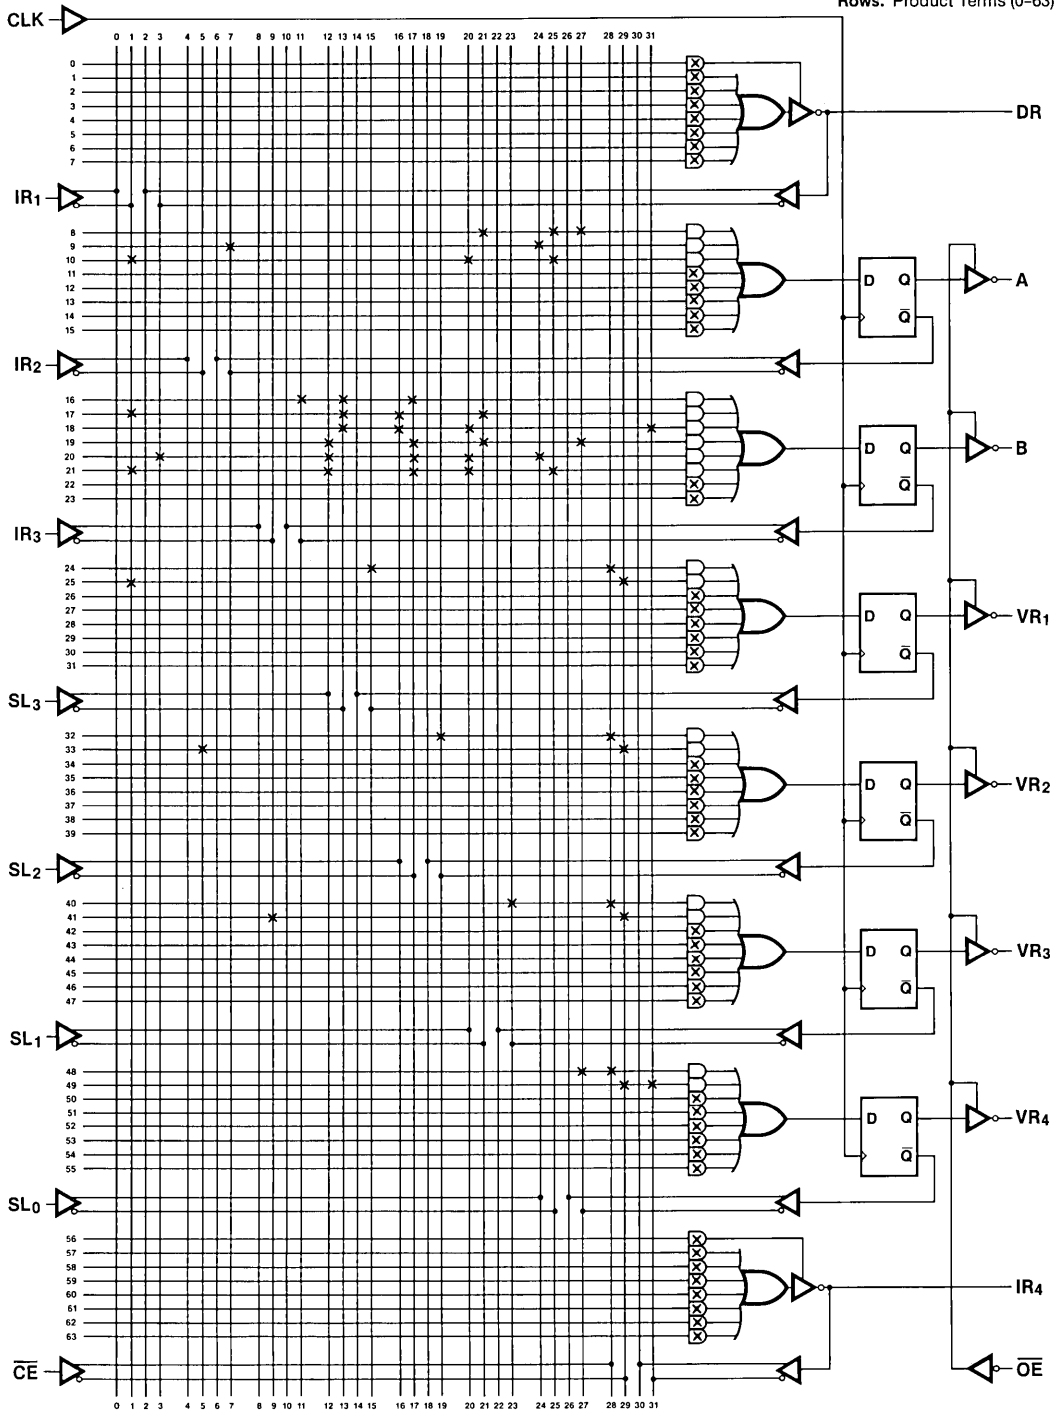 Rows: Product Terms (0–63)
CLK
0 1 2 3 4 5 6 7 8 9 10 11 12 13 14 15 16 17 18 19 20 21 22 23 24 25 26 27 28 29 30 31
0
1
2
3
4
5
6
7
DR
IR1
8
9
10
11
12
13
14
15
D Q
Q̅
A
IR2
16
17
18
19
20
21
22
23
D Q
Q̅
B
IR3
24
25
26
27
28
29
30
31
D Q
Q̅
VR1
SL3
32
33
34
35
36
37
38
39
D Q
Q̅
VR2
SL2
40
41
42
43
44
45
46
47
D Q
Q̅
VR3
SL1
48
49
50
51
52
53
54
55
D Q
Q̅
VR4
SL0
56
57
58
59
60
61
62
63
IR4
C̅E̅
O̅E̅
0 1 2 3 4 5 6 7 8 9 10 11 12 13 14 15 16 17 18 19 20 21 22 23 24 25 26 27 28 29 30 31